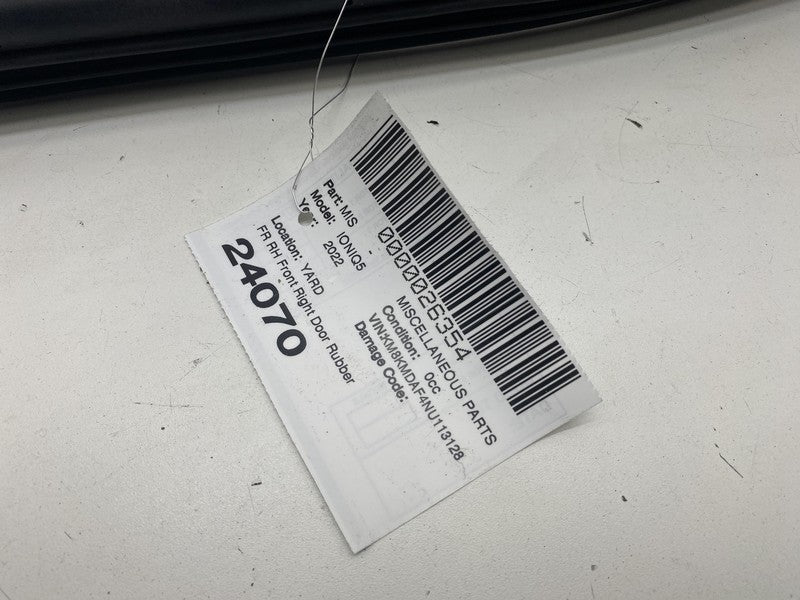 0000026354
Part: MIS - MISCELLANEOUS PARTS
Model: IONIQ5 Condition: 0cc
Year: 2022 VIN:KM8KMDAF4NU113128
Damage Code:
Location: YARD
FR RH Front Right Door Rubber
24070